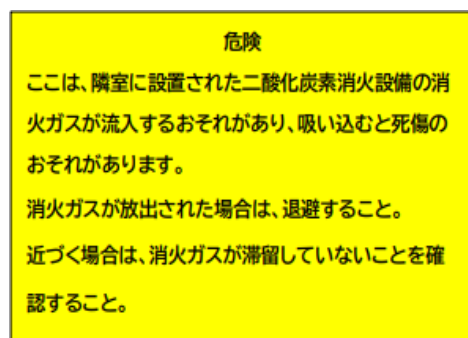 危険
ここは、隣室に設置された二酸化炭素消火設備の消
火ガスが流入するおそれがあり、吸い込むと死傷の
おそれがあります。
消火ガスが放出された場合は、退避すること。
近づく場合は、消火ガスが滞留していないことを確
認すること。